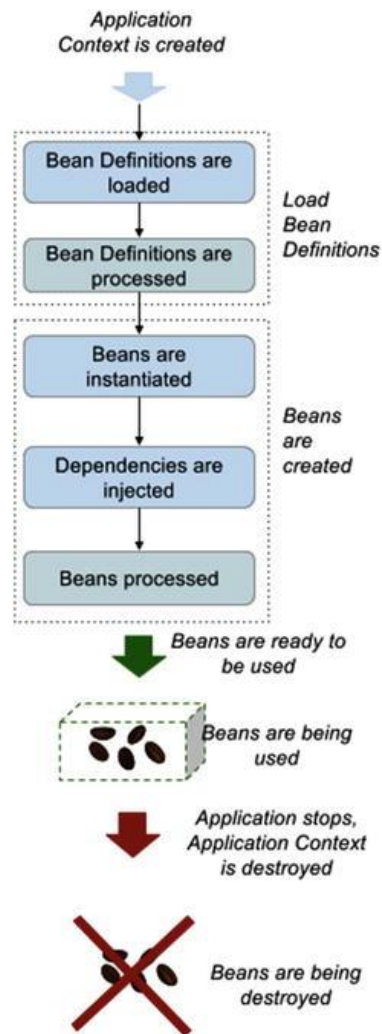 Application
Context is created
Bean Definitions are
loaded
Load
Bean
Definitions
Bean Definitions are
processed
Beans are
instantiated
Beans
are
created
Dependencies are
injected
Beans processed
Beans are ready to
be used
Beans are being
used
Application stops,
Application Context
is destroyed
Beans are being
destroyed